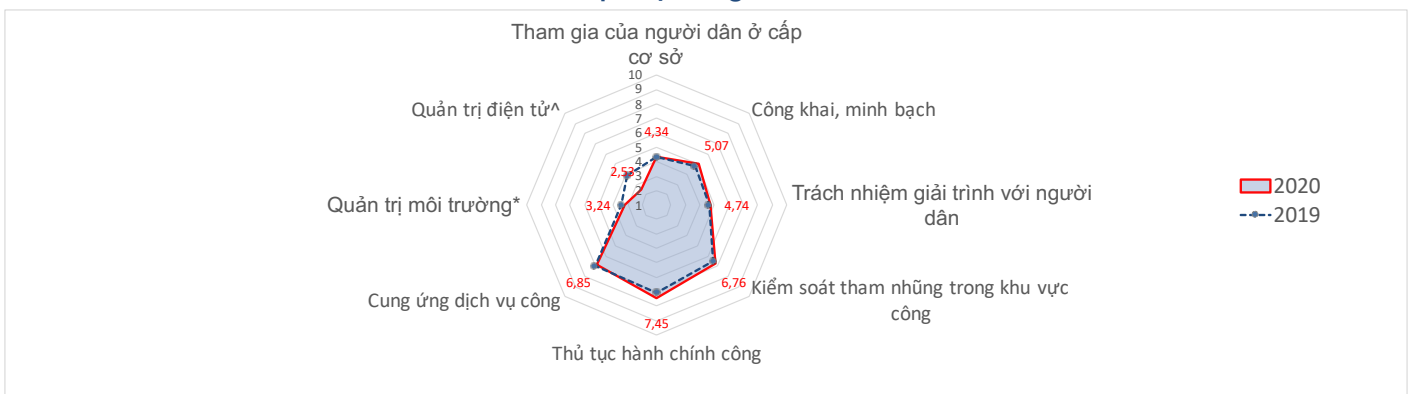 Tham gia của người dân ở cấp
cơ sở
10
9
8
7
6
5
4
3
2
1
Quản trị điện tử^
Công khai, minh bạch
4,34
5,07
2,53
Quản trị môi trường*
3,24
4,74
Trách nhiệm giải trình với người
dân
2020
2019
6,85
6,76
Cung ứng dịch vụ công
Kiểm soát tham nhũng trong khu vực
công
7,45
Thủ tục hành chính công